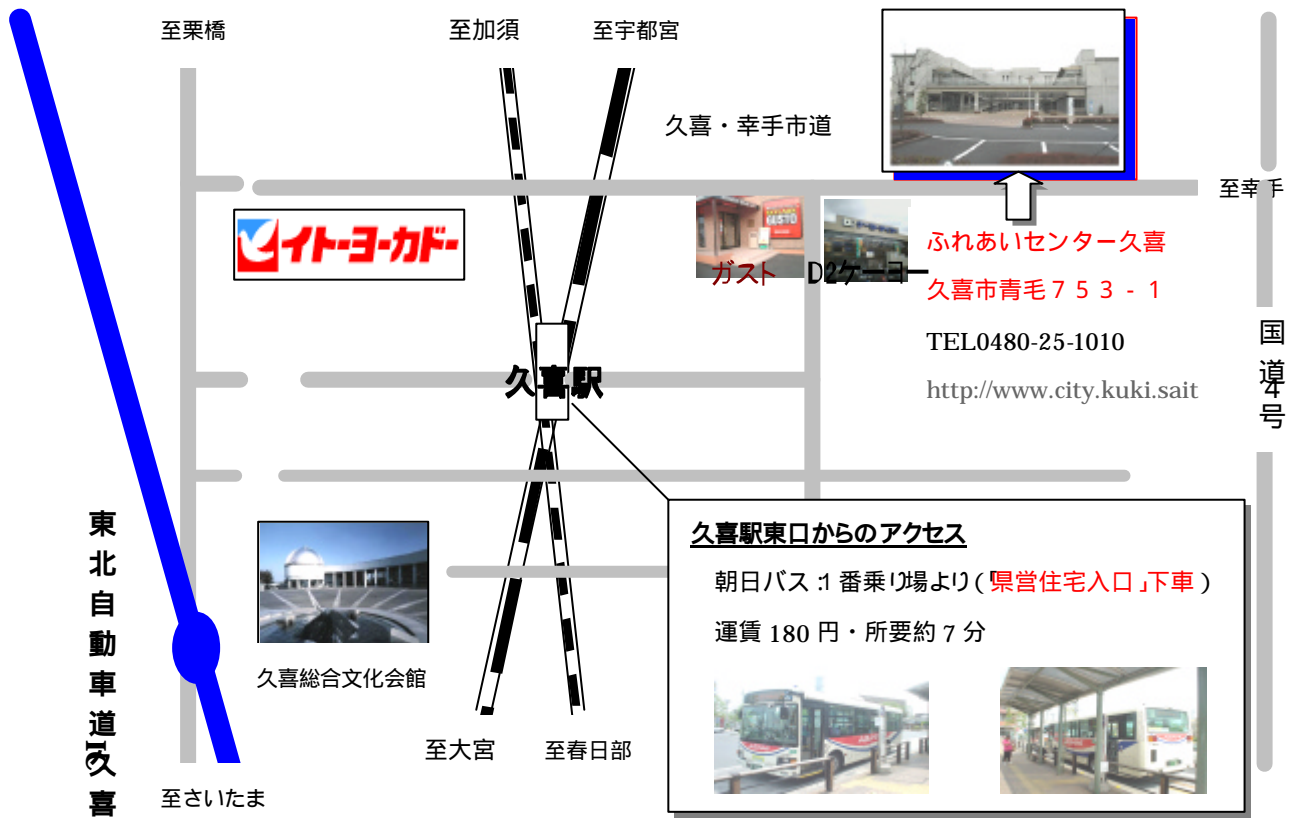 至栗橋
至加須
至宇都宮
久喜・幸手市道
至幸手
イトーヨーカドー
GUSTO
ガスト
D2ケーヨー
ふれあいセンター久喜
久喜市青毛７５３-１
TEL0480-25-1010
http://www.city.kuki.sait
国道4号
久喜駅
東北自動車道久喜IC
久喜総合文化会館
久喜駅東口からのアクセス
朝日バス:1番乗り場より(「県営住宅入口」下車)
運賃180円・所要約7分
至大宮
至春日部
至さいたま